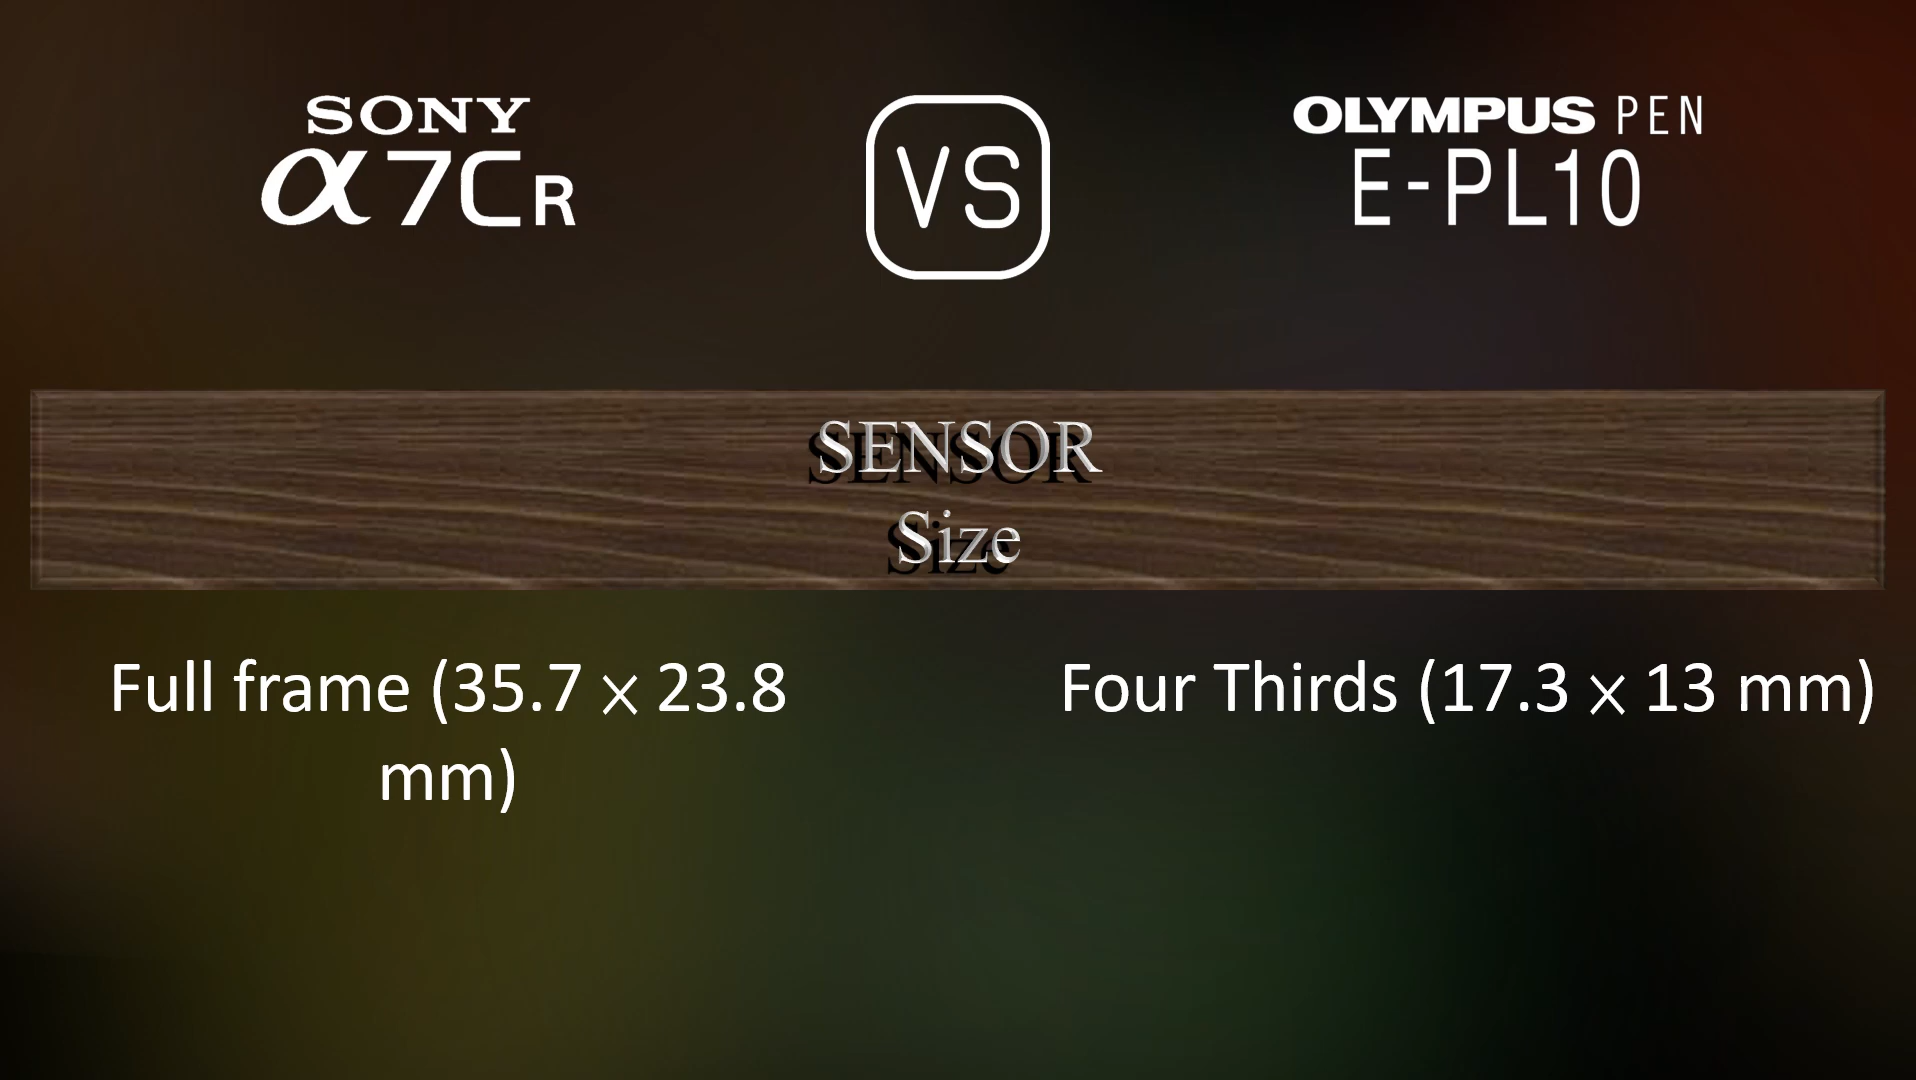 SONY
α7CR
VS
OLYMPUS PEN
E-PL10
SENSOR
Size
Full frame (35.7 x 23.8
mm)
Four Thirds (17.3 x 13 mm)